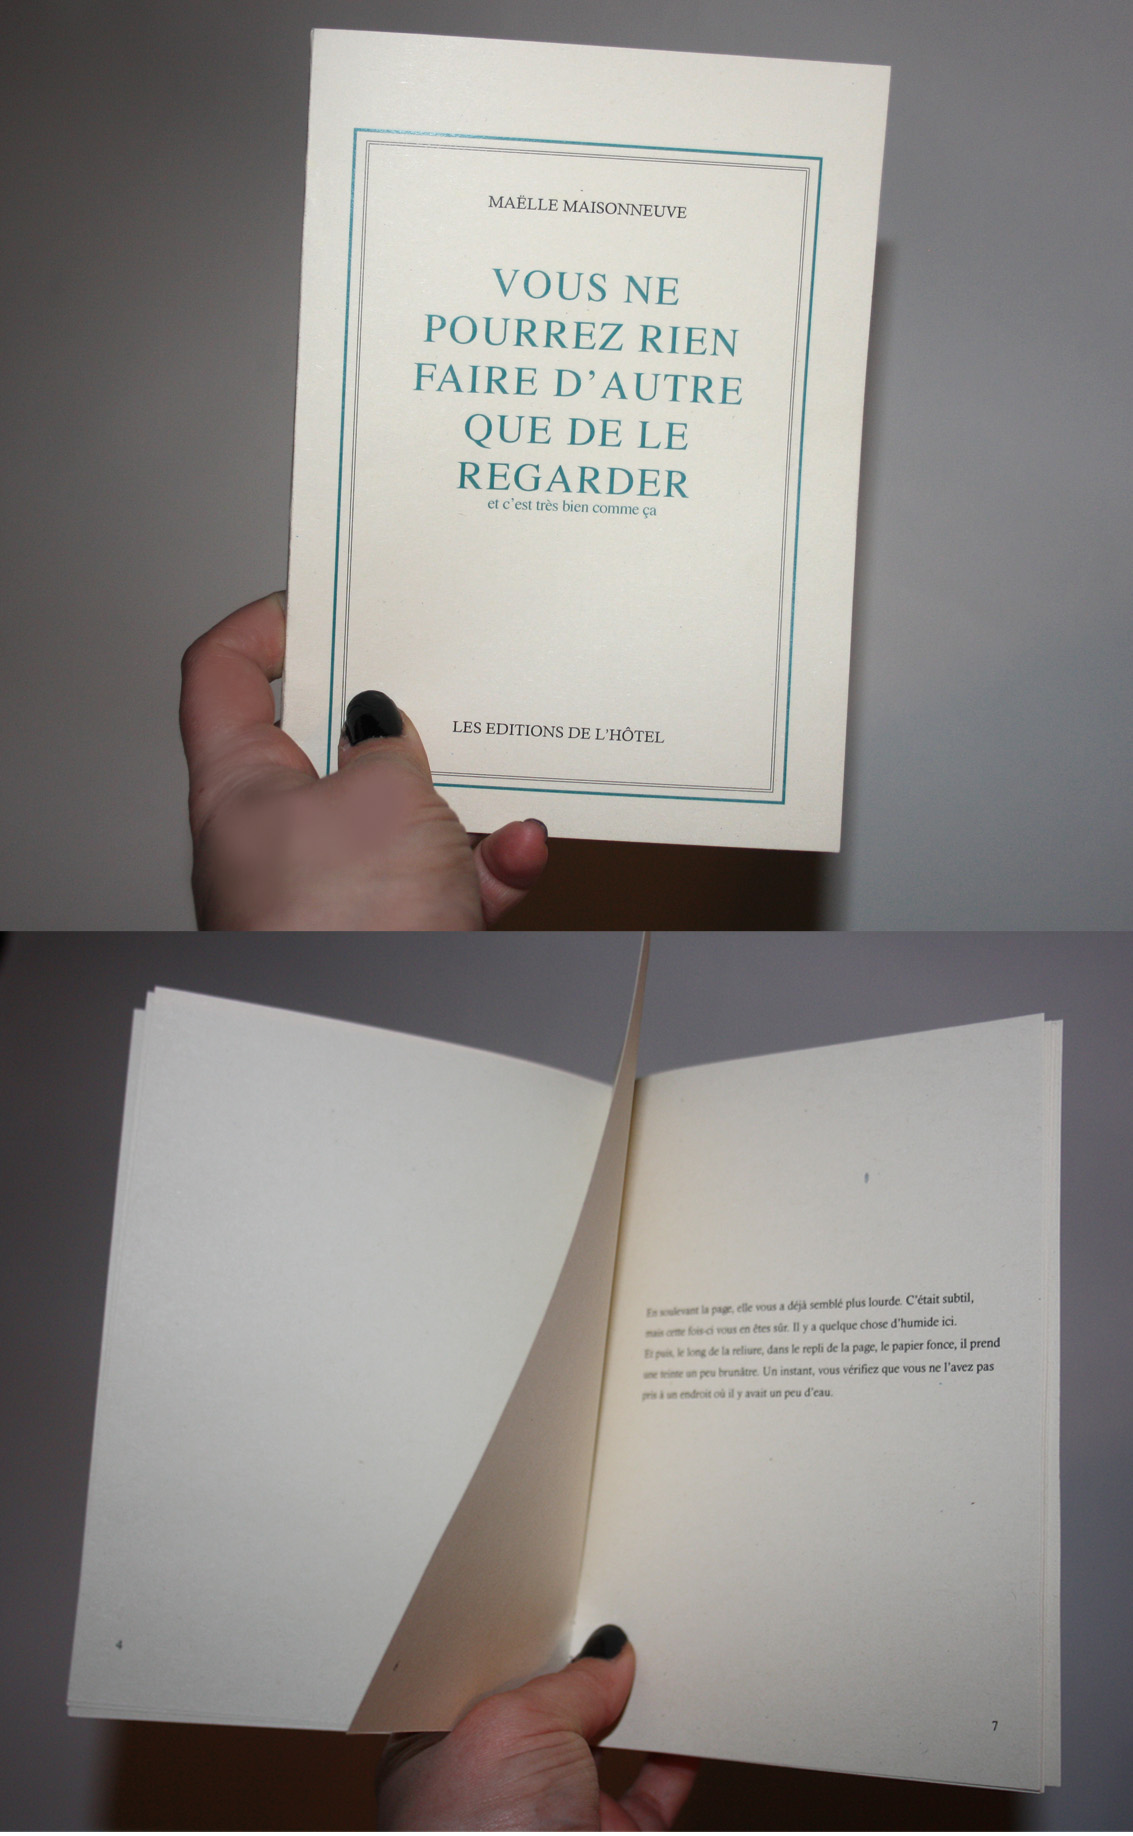 MAËLLE MAISONNEUVE
VOUS NE
POURREZ RIEN
FAIRE D’AUTRE
QUE DE LE
REGARDER
et c’est très bien comme ça
LES EDITIONS DE L’HÔTEL
En soulevant la page, elle vous a déjà semblé plus lourde. C’était subtil,
mais cette fois-ci vous en êtes sûr. Il y a quelque chose d’humide ici.
Et puis, le long de la reliure, dans le repli de la page, le papier fonce, il prend
une teinte un peu brunâtre. Un instant, vous vérifiez que vous ne l’avez pas
pris à un endroit où il y avait un peu d’eau.
4
7